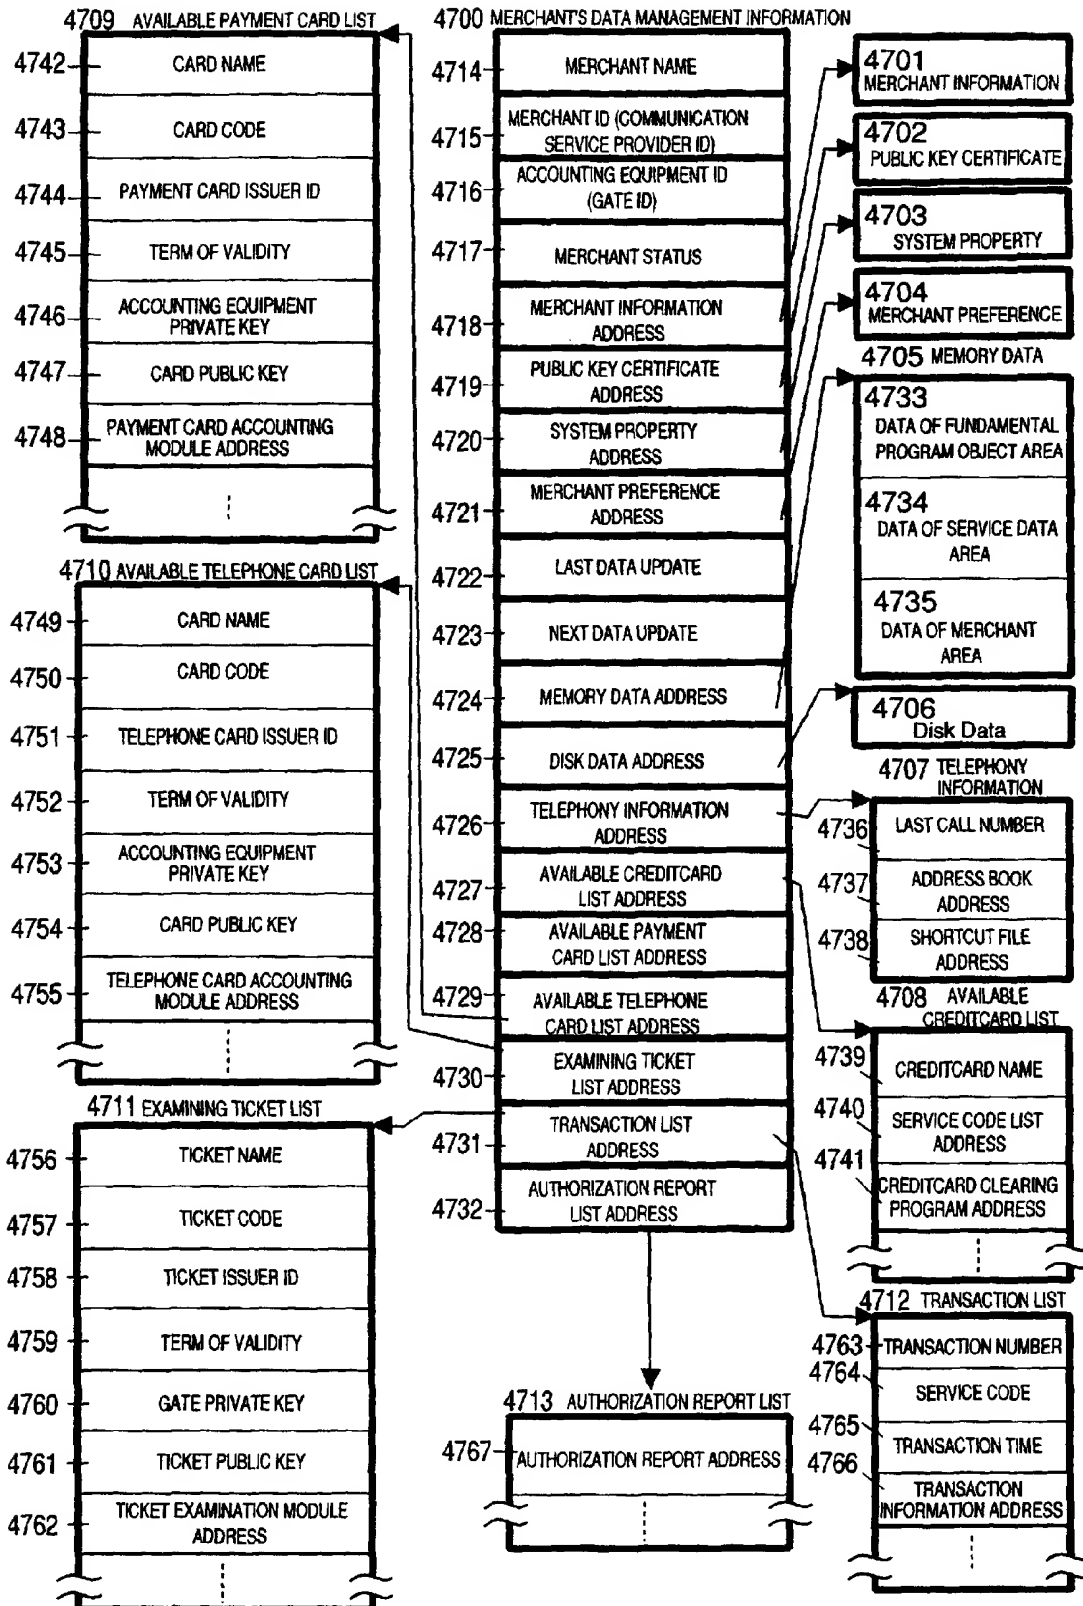 4709 AVAILABLE PAYMENT CARD LIST
4742 CARD NAME
4743 CARD CODE
4744 PAYMENT CARD ISSUER ID
4745 TERM OF VALIDITY
4746 ACCOUNTING EQUIPMENT
PRIVATE KEY
4747 CARD PUBLIC KEY
4748 PAYMENT CARD ACCOUNTING
MODULE ADDRESS
4710 AVAILABLE TELEPHONE CARD LIST
4749 CARD NAME
4750 CARD CODE
4751 TELEPHONE CARD ISSUER ID
4752 TERM OF VALIDITY
4753 ACCOUNTING EQUIPMENT
PRIVATE KEY
4754 CARD PUBLIC KEY
4755 TELEPHONE CARD ACCOUNTING
MODULE ADDRESS
4711 EXAMINING TICKET LIST
4756 TICKET NAME
4757 TICKET CODE
4758 TICKET ISSUER ID
4759 TERM OF VALIDITY
4760 GATE PRIVATE KEY
4761 TICKET PUBLIC KEY
4762 TICKET EXAMINATION MODULE
ADDRESS
4700 MERCHANT'S DATA MANAGEMENT INFORMATION
4714 MERCHANT NAME
4715 MERCHANT ID (COMMUNICATION
SERVICE PROVIDER ID)
4716 ACCOUNTING EQUIPMENT ID
(GATE ID)
4717 MERCHANT STATUS
4718 MERCHANT INFORMATION
ADDRESS
4719 PUBLIC KEY CERTIFICATE
ADDRESS
4720 SYSTEM PROPERTY
ADDRESS
4721 MERCHANT PREFERENCE
ADDRESS
4722 LAST DATA UPDATE
4723 NEXT DATA UPDATE
4724 MEMORY DATA ADDRESS
4725 DISK DATA ADDRESS
4726 TELEPHONY INFORMATION
ADDRESS
4727 AVAILABLE CREDITCARD
LIST ADDRESS
4728 AVAILABLE PAYMENT
CARD LIST ADDRESS
4729 AVAILABLE TELEPHONE
CARD LIST ADDRESS
4730 EXAMINING TICKET
LIST ADDRESS
4731 TRANSACTION LIST
ADDRESS
4732 AUTHORIZATION REPORT
LIST ADDRESS
4713 AUTHORIZATION REPORT LIST
4767 AUTHORIZATION REPORT ADDRESS
4701
MERCHANT INFORMATION
4702
PUBLIC KEY CERTIFICATE
4703
SYSTEM PROPERTY
4704
MERCHANT PREFERENCE
4705 MEMORY DATA
4733
DATA OF FUNDAMENTAL
PROGRAM OBJECT AREA
4734
DATA OF SERVICE DATA
AREA
4735
DATA OF MERCHANT
AREA
4706
Disk Data
4707 TELEPHONY
INFORMATION
4736 LAST CALL NUMBER
4737 ADDRESS BOOK
ADDRESS
4738 SHORTCUT FILE
ADDRESS
4708 AVAILABLE
CREDITCARD LIST
4739 CREDITCARD NAME
4740 SERVICE CODE LIST
ADDRESS
4741 CREDITCARD CLEARING
PROGRAM ADDRESS
4712 TRANSACTION LIST
4763 TRANSACTION NUMBER
4764 SERVICE CODE
4765 TRANSACTION TIME
4766 TRANSACTION
INFORMATION ADDRESS